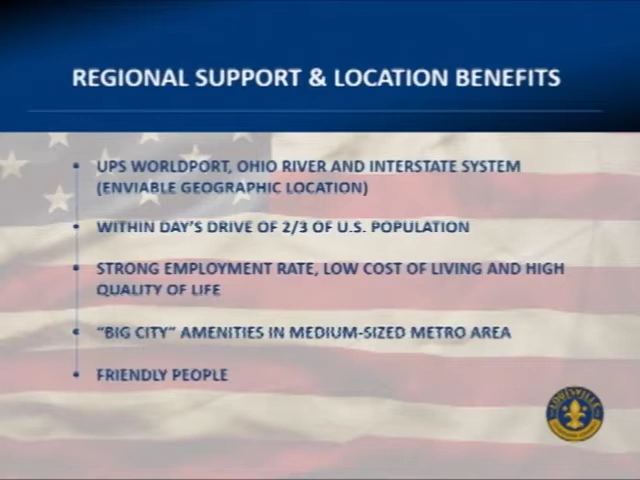 REGIONAL SUPPORT & LOCATION BENEFITS
• UPS WORLDPORT, OHIO RIVER AND INTERSTATE SYSTEM
(ENVIABLE GEOGRAPHIC LOCATION)
• WITHIN DAY'S DRIVE OF 2/3 OF U.S. POPULATION
• STRONG EMPLOYMENT RATE, LOW COST OF LIVING AND HIGH
QUALITY OF LIFE
• "BIG CITY" AMENITIES IN MEDIUM-SIZED METRO AREA
• FRIENDLY PEOPLE
LOUISVILLE